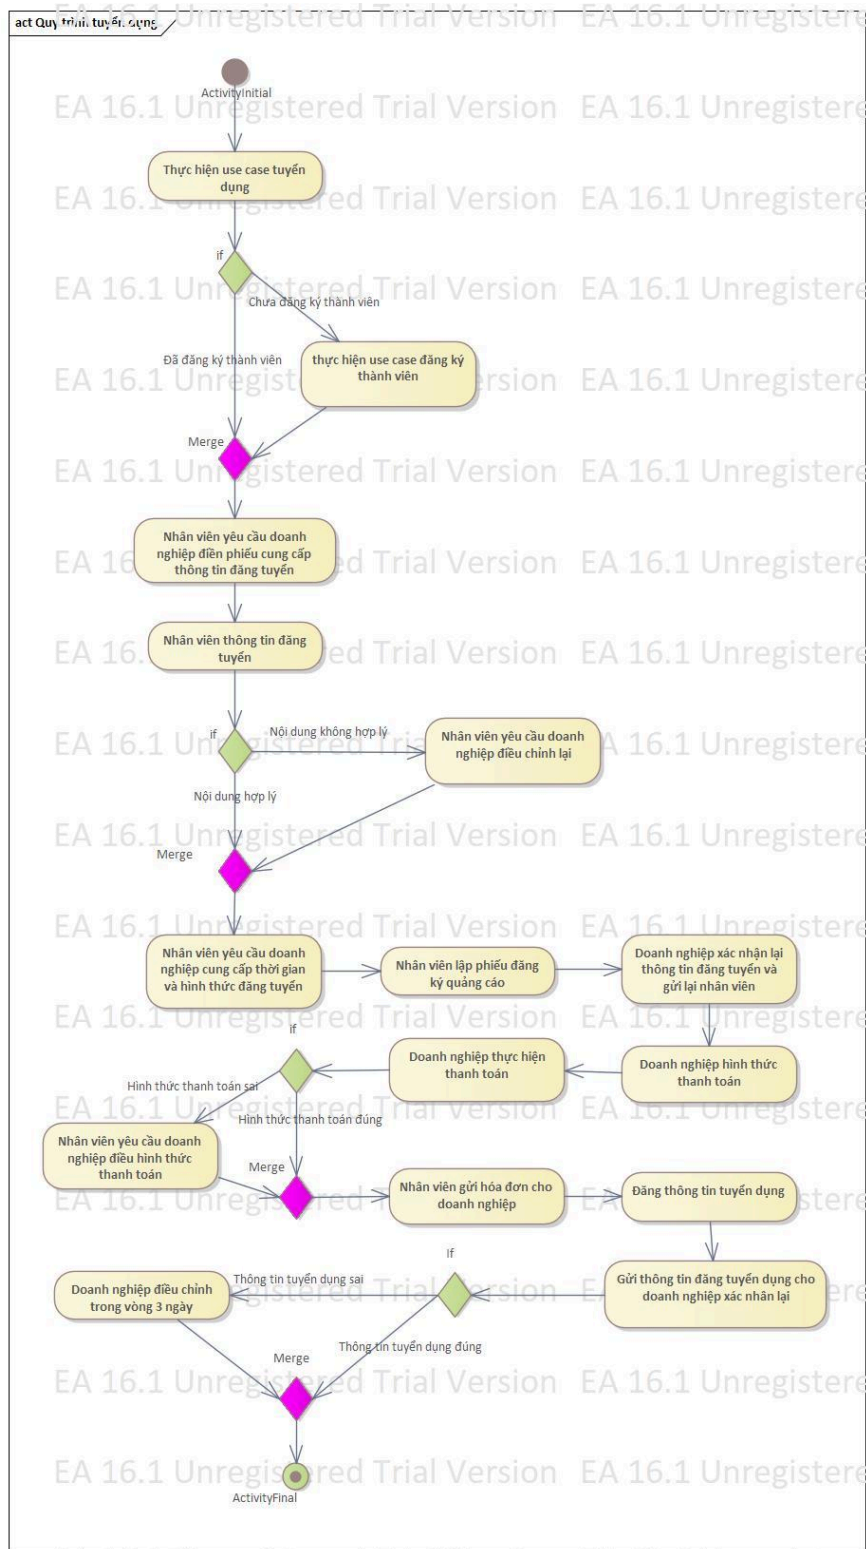 act Quy trình tuyển dụng
ActivityInitial
EA 16.1 Unregistered Trial Version EA 16.1 Unregistere
Thực hiện use case tuyển
dụng
if
Chưa đăng ký thành viên
Đã đăng ký thành viên
thực hiện use case đăng ký
thành viên
Merge
Nhân viên yêu cầu doanh
nghiệp điền phiếu cung cấp
thông tin đăng tuyển
Nhân viên thông tin đăng
tuyển
if
Nội dung không hợp lý
Nhân viên yêu cầu doanh
nghiệp điều chỉnh lại
Nội dung hợp lý
Merge
Nhân viên yêu cầu doanh
nghiệp cung cấp thời gian
và hình thức đăng tuyển
Nhân viên lập phiếu đăng
ký quảng cáo
Doanh nghiệp xác nhận lại
thông tin đăng tuyển và
gửi lại nhân viên
if
Doanh nghiệp thực hiện
thanh toán
Doanh nghiệp hình thức
thanh toán
Hình thức thanh toán sai
Hình thức thanh toán đúng
Nhân viên yêu cầu doanh
nghiệp điều hình thức
thanh toán
Merge
Nhân viên gửi hóa đơn cho
doanh nghiệp
Đăng thông tin tuyển dụng
If
Thông tin tuyển dụng sai
Doanh nghiệp điều chỉnh
trong vòng 3 ngày
Gửi thông tin đăng tuyển dụng cho
doanh nghiệp xác nhân lại
Thông tin tuyển dụng đúng
Merge
ActivityFinal